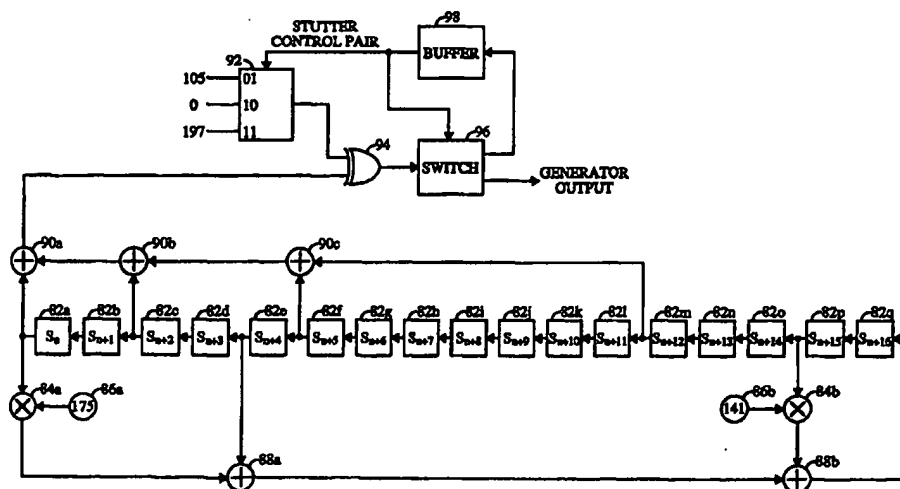 STUTTER
CONTROL PAIR
98
BUFFER
92
105
01
0
10
197
11
94
96
SWITCH
GENERATOR
OUTPUT
90a
90b
90c
82a
82b
82c
82d
82e
82f
82g
82h
82i
82j
82k
82l
82m
82n
82o
82p
82q
Sn
Sn+1
Sn+2
Sn+3
Sn+4
Sn+5
Sn+6
Sn+7
Sn+8
Sn+9
Sn+10
Sn+11
Sn+12
Sn+13
Sn+14
Sn+15
Sn+16
84a
86a
175
86b
141
84b
88a
88b